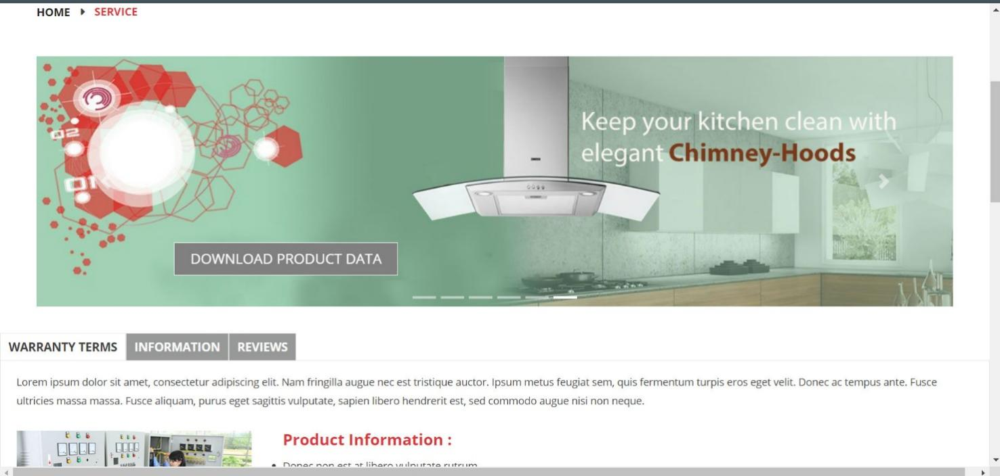 HOME SERVICE
02
01
Keep your kitchen clean with
elegant Chimney-Hoods
DOWNLOAD PRODUCT DATA
WARRANTY TERMS INFORMATION REVIEWS
Lorem ipsum dolor sit amet, consectetur adipiscing elit. Nam fringilla augue nec est tristique auctor. Ipsum metus feugiat sem, quis fermentum turpis eros eget velit. Donec ac tempus ante. Fusce
ultricies massa massa. Fusce aliquam, purus eget sagittis vulputate, sapien libero hendrerit est, sed commodo augue nisi non neque.
Product Information :
Donec non est at libero vulputate rutrum